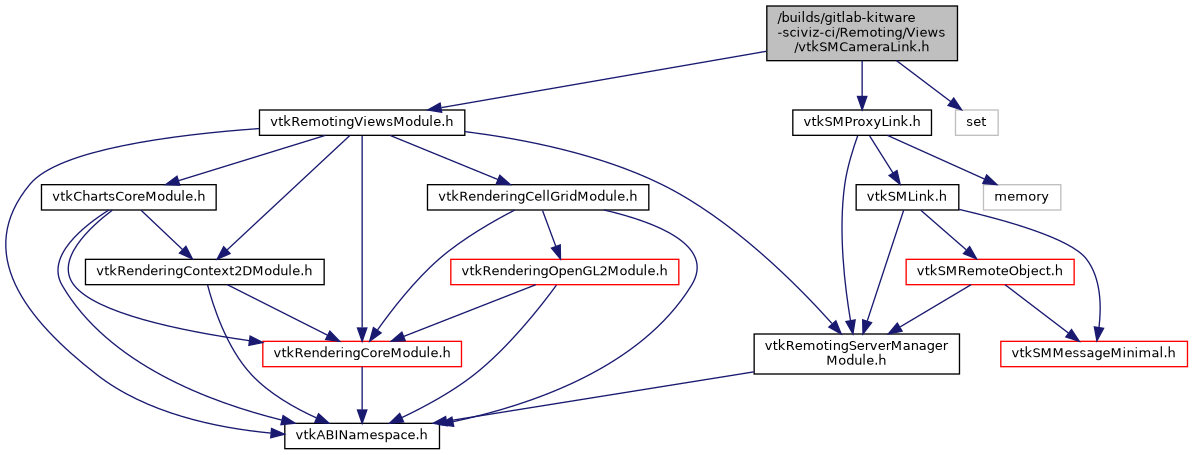 /builds/gitlab-kitware
-sciviz-ci/Remoting/Views
/vtkSMCameraLink.h
vtkRemotingViewsModule.h
vtkSMProxyLink.h
set
vtkChartsCoreModule.h
vtkRenderingCellGridModule.h
vtkSMLink.h
memory
vtkRenderingContext2DModule.h
vtkRenderingOpenGL2Module.h
vtkSMRemoteObject.h
vtkRenderingCoreModule.h
vtkRemotingServerManager
Module.h
vtkSMMessageMinimal.h
vtkABINamespace.h